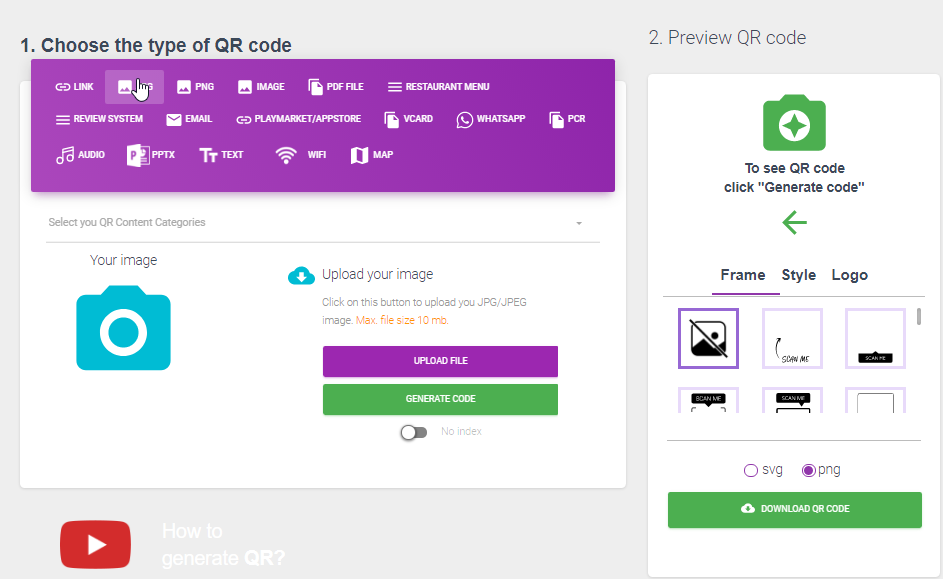 1. Choose the type of QR code
LINK
PNG
IMAGE
PDF FILE
RESTAURANT MENU
REVIEW SYSTEM
EMAIL
PLAYMARKET/APPSTORE
VCARD
WHATSAPP
PCR
AUDIO
PPTX
TEXT
WIFI
MAP
Select you QR Content Categories
Your image
Upload your image
Click on this button to upload you JPG/JPEG
image. Max. file size 10 mb.
UPLOAD FILE
GENERATE CODE
No index
How to
generate QR?
2. Preview QR code
To see QR code
click "Generate code"
Frame Style Logo
SCAN ME
SCAN ME
SCAN ME
SCAN ME
svg
png
DOWNLOAD QR CODE